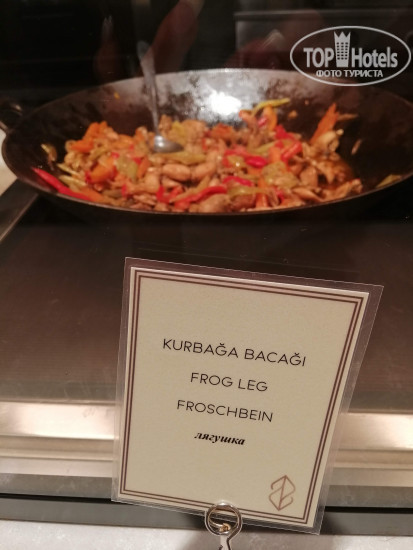 TOP Hotels
ФОТО ТУРИСТА
KURBAĞA BACAĞI
FROG LEG
FROSCHBEIN
лягушка